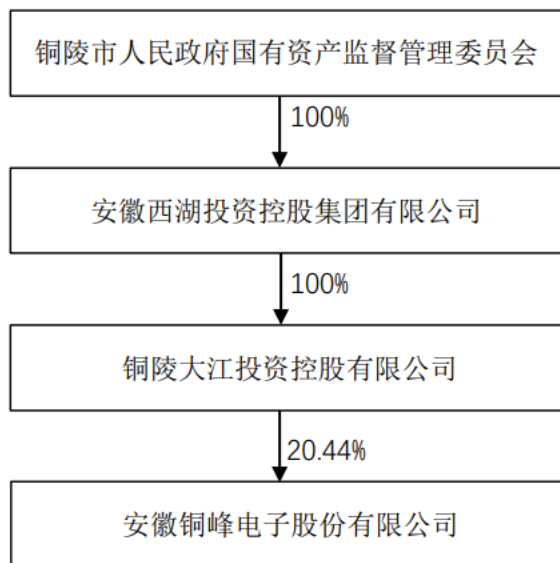 铜陵市人民政府国有资产监督管理委员会
100%
安徽西湖投资控股集团有限公司
100%
铜陵大江投资控股有限公司
20.44%
安徽铜峰电子股份有限公司